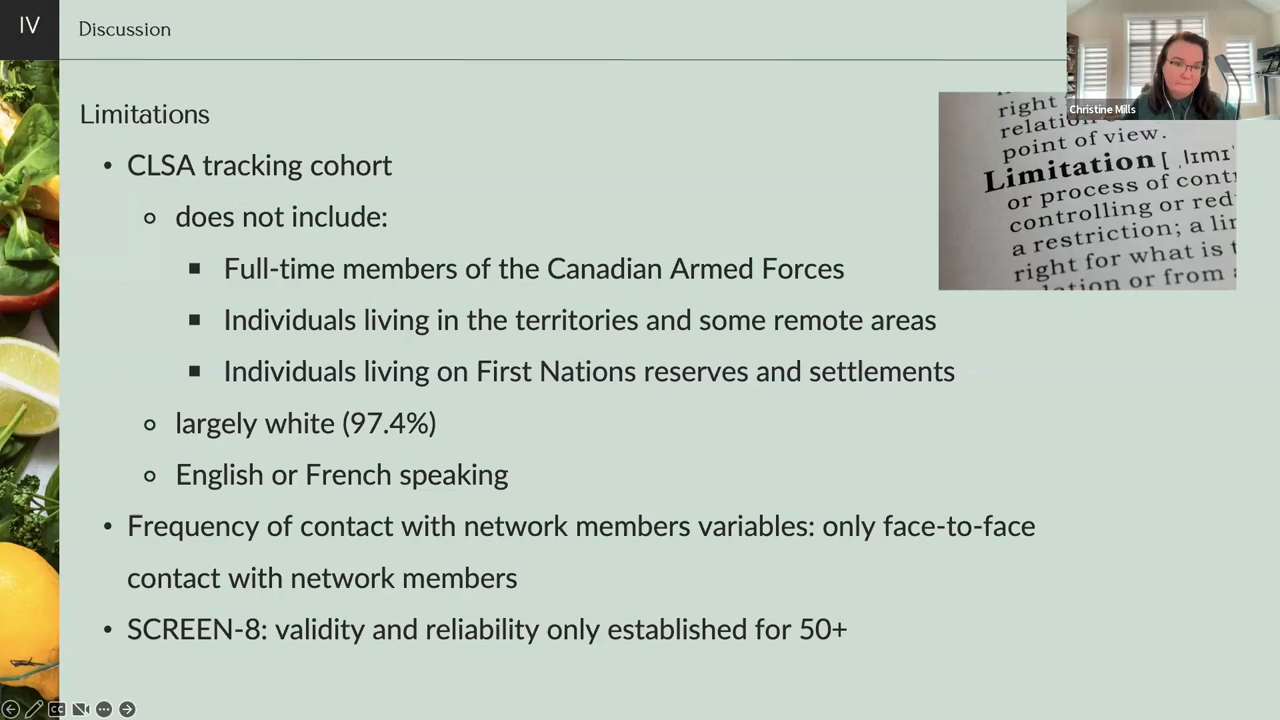 IV
Discussion
Christine Mills
Limitations
right
point of view.
Limitation
or process of
controlling or
a restriction; a
right for what is
or from
• CLSA tracking cohort
does not include:
■ Full-time members of the Canadian Armed Forces
■ Individuals living in the territories and some remote areas
■ Individuals living on First Nations reserves and settlements
largely white (97.4%)
English or French speaking
• Frequency of contact with network members variables: only face-to-face
contact with network members
• SCREEN-8: validity and reliability only established for 50+
CC